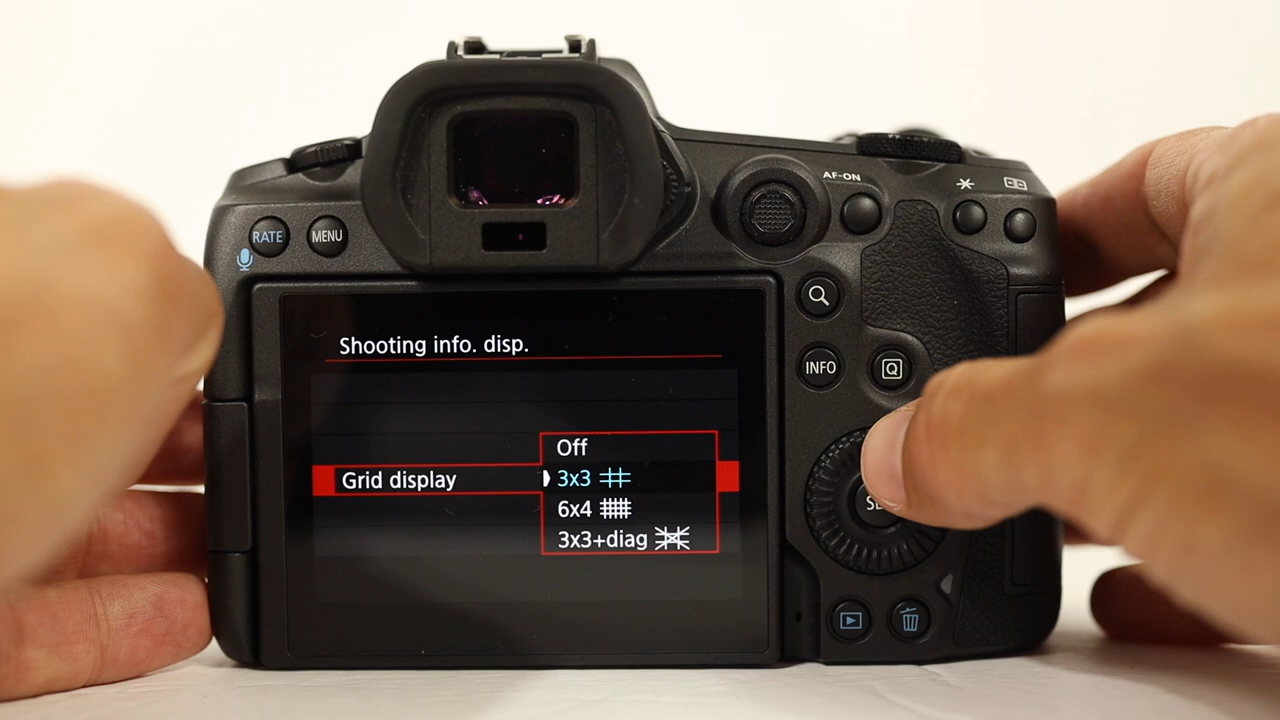 AF-ON
RATE
MENU
INFO
Q
Shooting info. disp.
Grid display
Off
3x3
6x4
3x3+diag